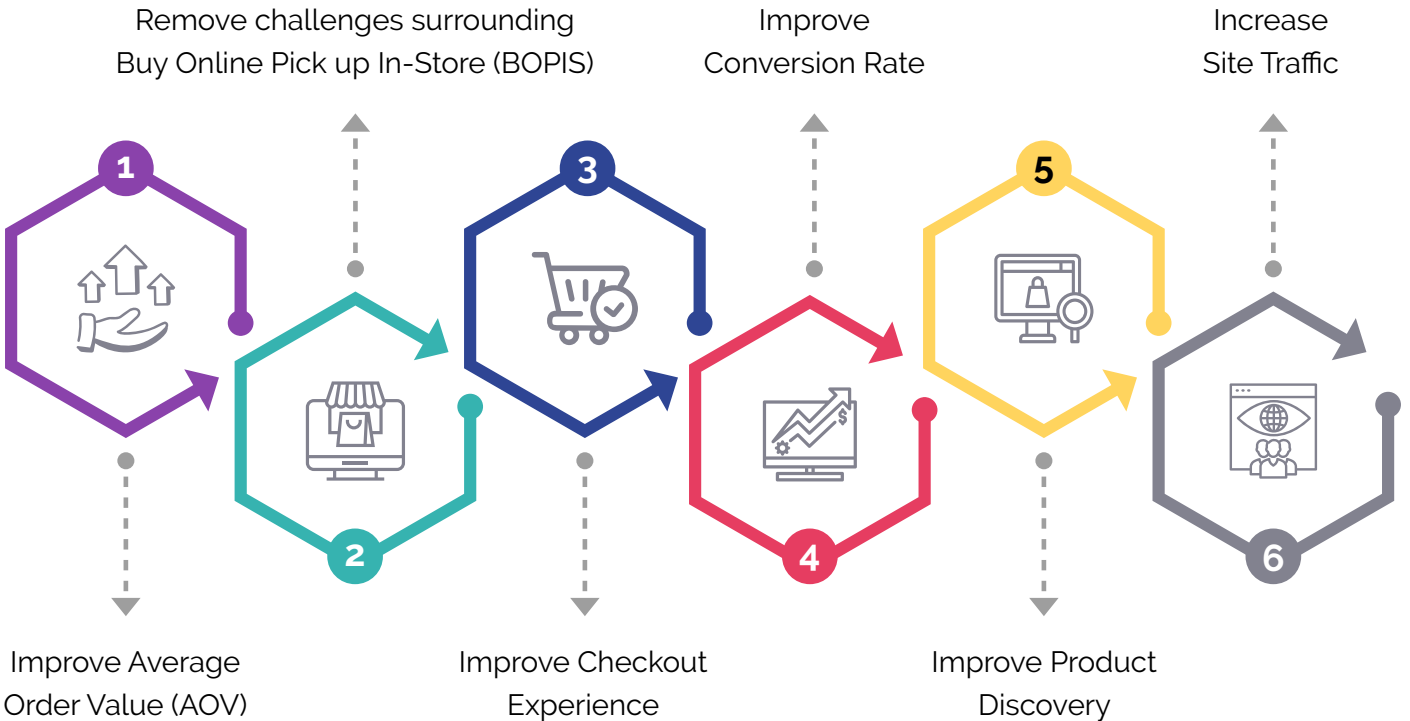 Remove challenges surrounding
Buy Online Pick up In-Store (BOPIS)
Improve
Conversion Rate
Increase
Site Traffic
1
3
5
$
2
4
6
Improve Average
Order Value (AOV)
Improve Checkout
Experience
Improve Product
Discovery